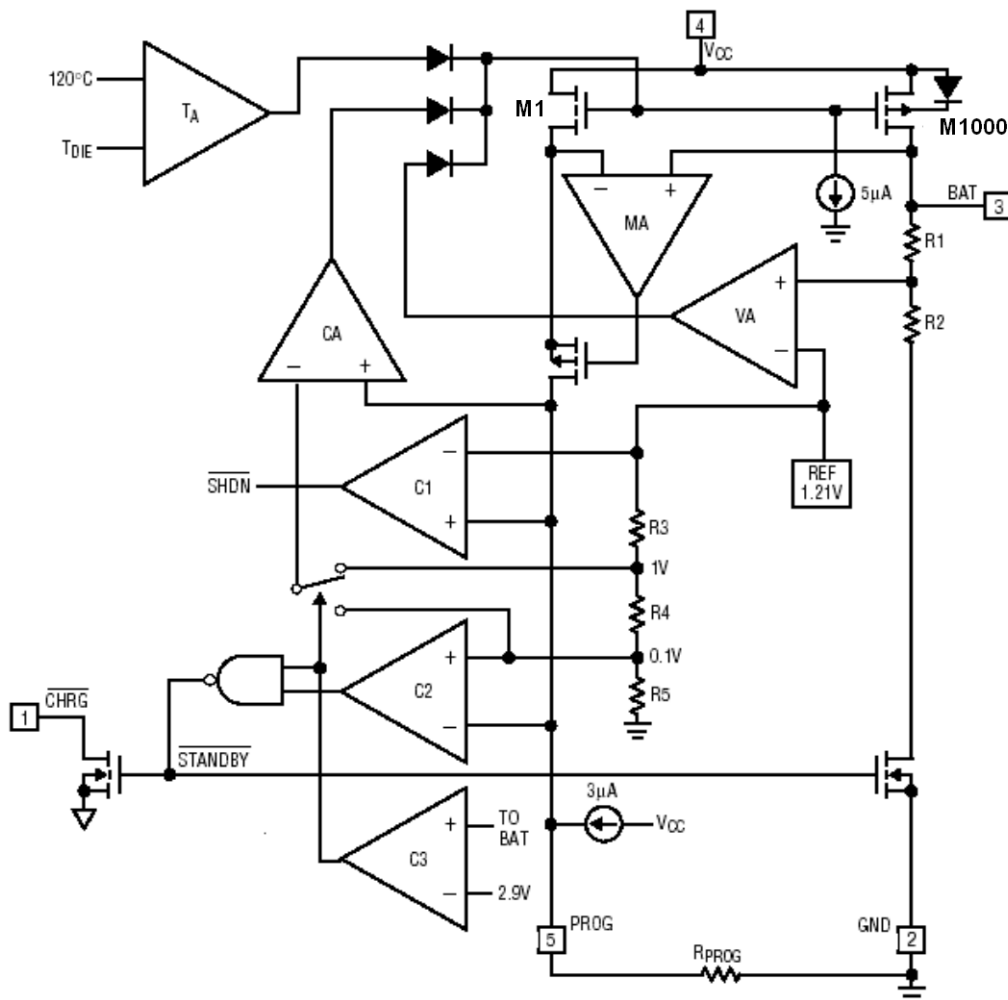 4
VCC
120°C
TA
TDIE
M1
M1000
− +
MA
5µA
BAT
3
R1
+
VA
−
R2
CA
− +
REF
1.21V
SHDN
−
C1
+
R3
1V
R4
+
0.1V
C2
−
R5
CHRG
1
STANDBY
3µA
VCC
+
TO
BAT
C3
−
2.9V
PROG
5
GND
2
RPROG